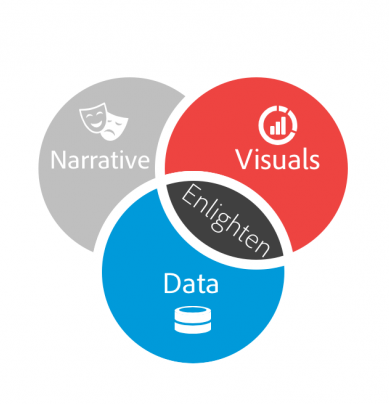 Narrative
Visuals
Enlighten
Data